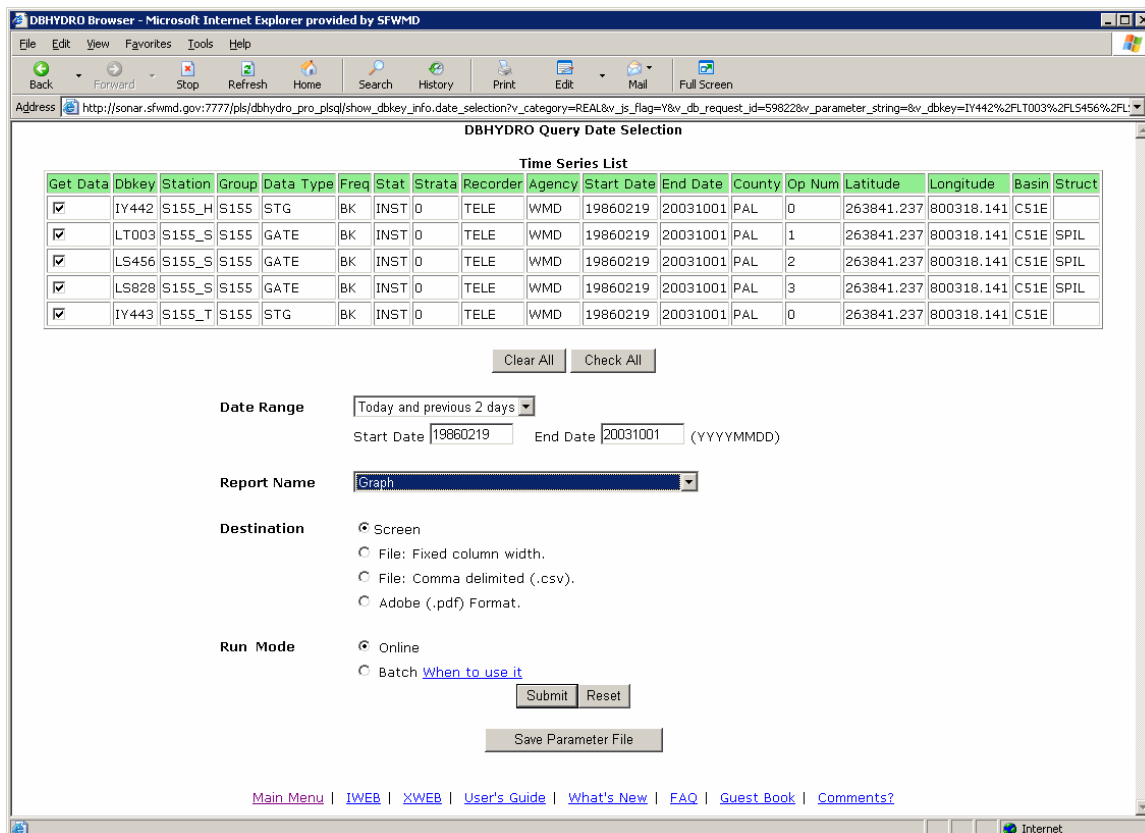 DBHYDRO Browser - Microsoft Internet Explorer provided by SFWMD
File Edit View Favorites Tools Help
Back Forward Stop Refresh Home Search History Print Edit Mail Full Screen
Address http://sonar.sfwmd.gov:7777/pls/dbhydro_pro_plsql/show_dbkey_info.date_selection?v_category=REAL&v_js_flag=Y&v_db_request_id=59822&v_parameter_string=&v_dbkey=IY442%2FLT003%2FLS456%2FL
DBHYDRO Query Date Selection
Time Series List
Get Data Dbkey Station Group Data Type Freq Stat Strata Recorder Agency Start Date End Date County Op Num Latitude Longitude Basin Struct
IY442 S155_H S155 STG BK INST 0 TELE WMD 19860219 20031001 PAL 0 263841.237 800318.141 C51E
LT003 S155_S S155 GATE BK INST 0 TELE WMD 19860219 20031001 PAL 1 263841.237 800318.141 C51E SPIL
LS456 S155_S S155 GATE BK INST 0 TELE WMD 19860219 20031001 PAL 2 263841.237 800318.141 C51E SPIL
LS828 S155_S S155 GATE BK INST 0 TELE WMD 19860219 20031001 PAL 3 263841.237 800318.141 C51E SPIL
IY443 S155_T S155 STG BK INST 0 TELE WMD 19860219 20031001 PAL 0 263841.237 800318.141 C51E
Clear All Check All
Date Range Today and previous 2 days
Start Date 19860219 End Date 20031001 (YYYYMMDD)
Report Name Graph
Destination Screen
File: Fixed column width.
File: Comma delimited (.csv).
Adobe (.pdf) Format.
Run Mode Online
Batch When to use it
Submit Reset
Save Parameter File
Main Menu | IWEB | XWEB | User's Guide | What's New | FAQ | Guest Book | Comments?
Internet